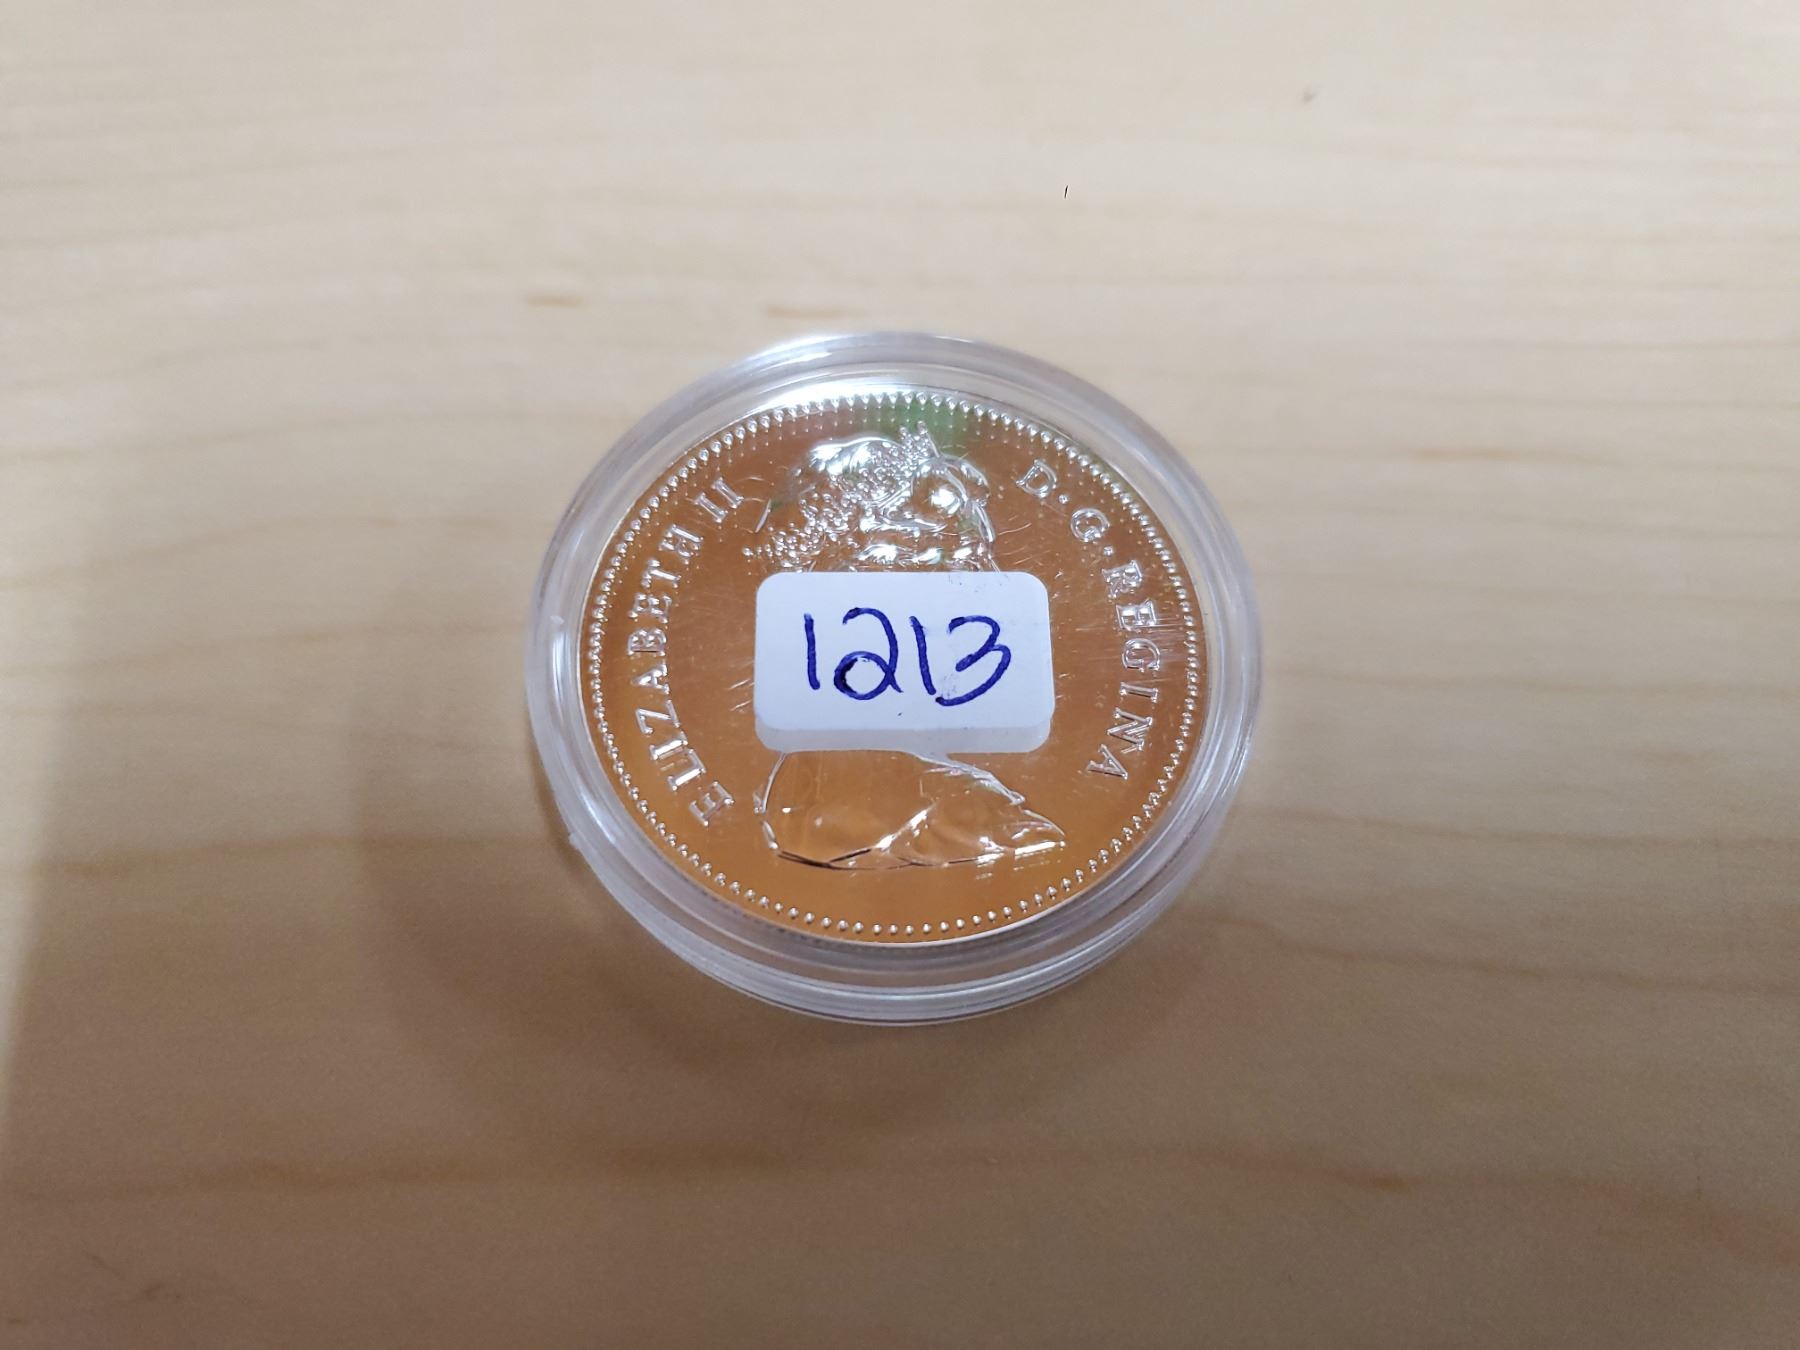 ELIZABETH II D·G·REGINA
1213